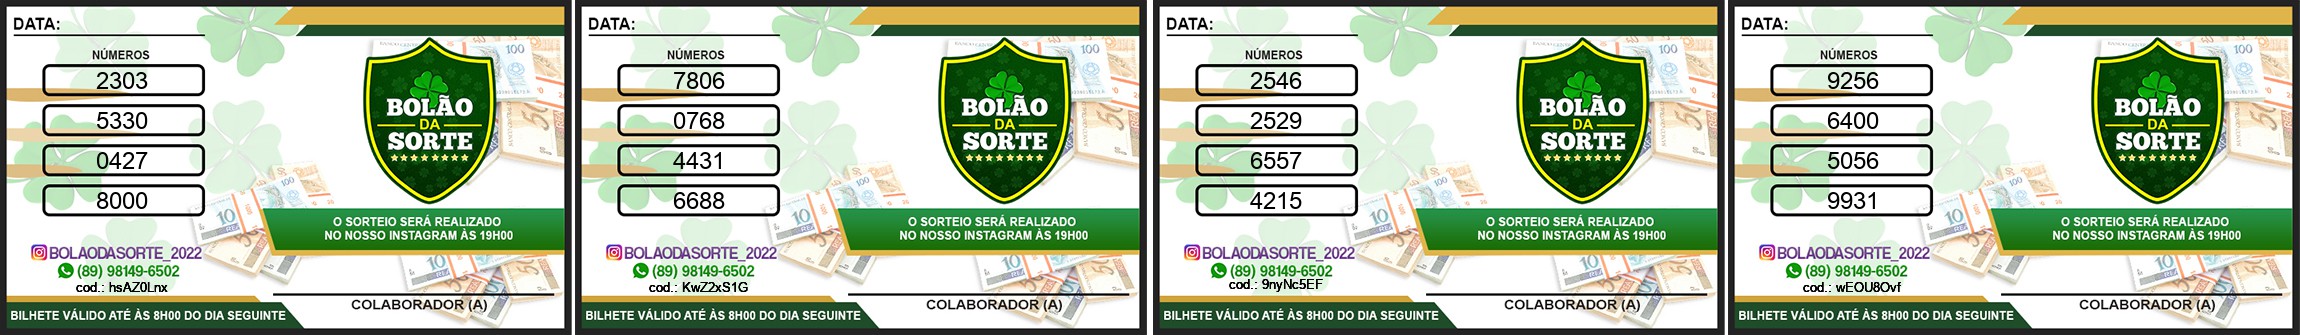 DATA:
NÚMEROS
2303
5330
0427
8000
BOLÃO
DA
SORTE
O SORTEIO SERÁ REALIZADO
NO NOSSO INSTAGRAM ÀS 19H00
BOLAODASORTE_2022
(89) 98149-6502
cod.: hsAZ0Lnx
COLABORADOR (A)
BILHETE VÁLIDO ATÉ ÀS 8H00 DO DIA SEGUINTE
DATA:
NÚMEROS
7806
0768
4431
6688
BOLÃO
DA
SORTE
O SORTEIO SERÁ REALIZADO
NO NOSSO INSTAGRAM ÀS 19H00
BOLAODASORTE_2022
(89) 98149-6502
cod.: KwZ2xS1G
COLABORADOR (A)
BILHETE VÁLIDO ATÉ ÀS 8H00 DO DIA SEGUINTE
DATA:
NÚMEROS
2546
2529
6557
4215
BOLÃO
DA
SORTE
O SORTEIO SERÁ REALIZADO
NO NOSSO INSTAGRAM ÀS 19H00
BOLAODASORTE_2022
(89) 98149-6502
cod.: 9nyNc5EF
COLABORADOR (A)
BILHETE VÁLIDO ATÉ ÀS 8H00 DO DIA SEGUINTE
DATA:
NÚMEROS
9256
6400
5056
9931
BOLÃO
DA
SORTE
O SORTEIO SERÁ REALIZADO
NO NOSSO INSTAGRAM ÀS 19H00
BOLAODASORTE_2022
(89) 98149-6502
cod.: wEOU8Ovf
COLABORADOR (A)
BILHETE VÁLIDO ATÉ ÀS 8H00 DO DIA SEGUINTE